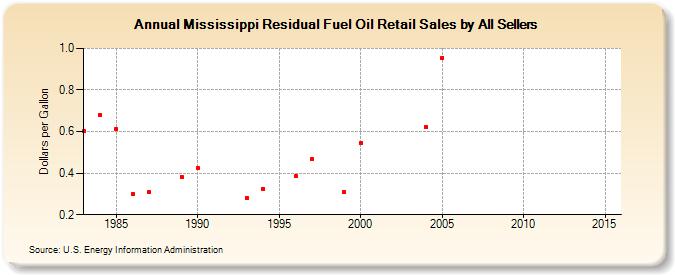 Annual Mississippi Residual Fuel Oil Retail Sales by All Sellers
Dollars per Gallon
1.0
0.8
0.6
0.4
0.2
1985 1990 1995 2000 2005 2010 2015
Source: U.S. Energy Information Administration